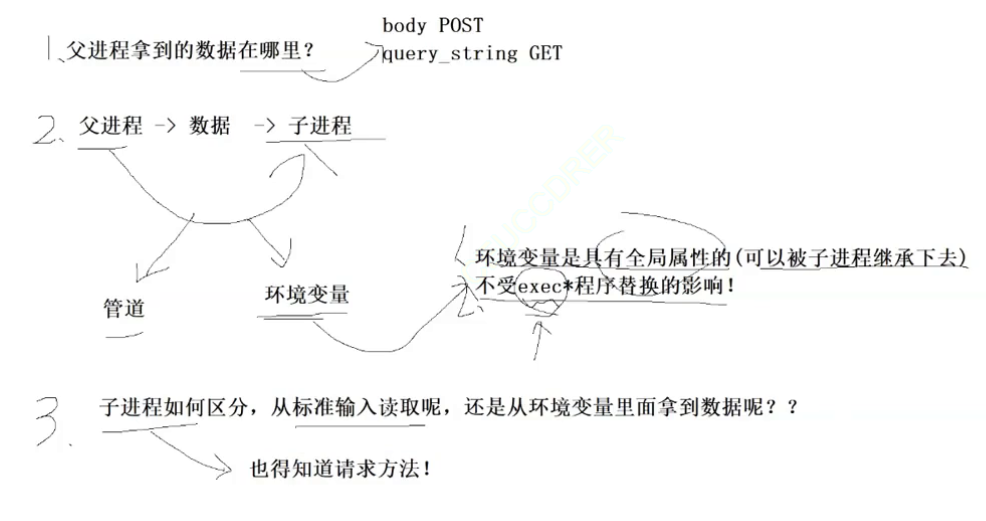 body POST
1、父进程拿到的数据在哪里？
query_string GET
2、父进程 -> 数据 -> 子进程
1、环境变量是具有全局属性的(可以被子进程继承下去)
2、不受exec*程序替换的影响！
管道
环境变量
3、子进程如何区分，从标准输入读取呢，还是从环境变量里面拿到数据呢？？
也得知道请求方法！